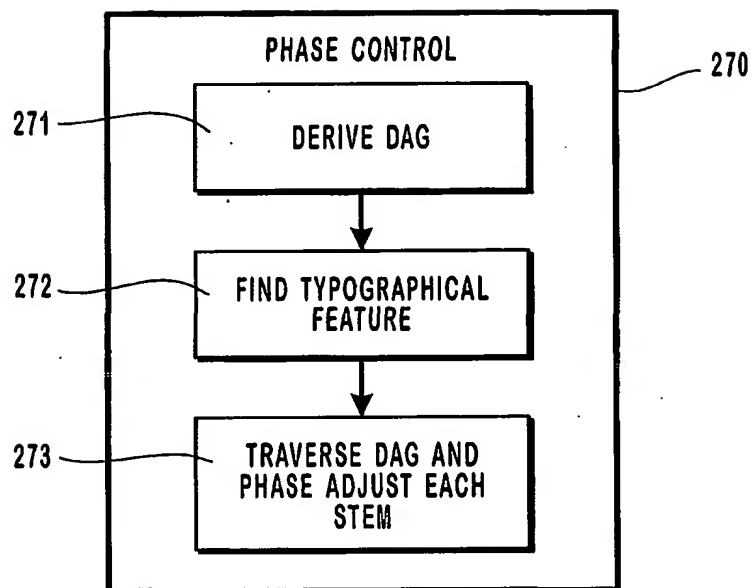 PHASE CONTROL
270
271
DERIVE DAG
272
FIND TYPOGRAPHICAL
FEATURE
273
TRAVERSE DAG AND
PHASE ADJUST EACH
STEM